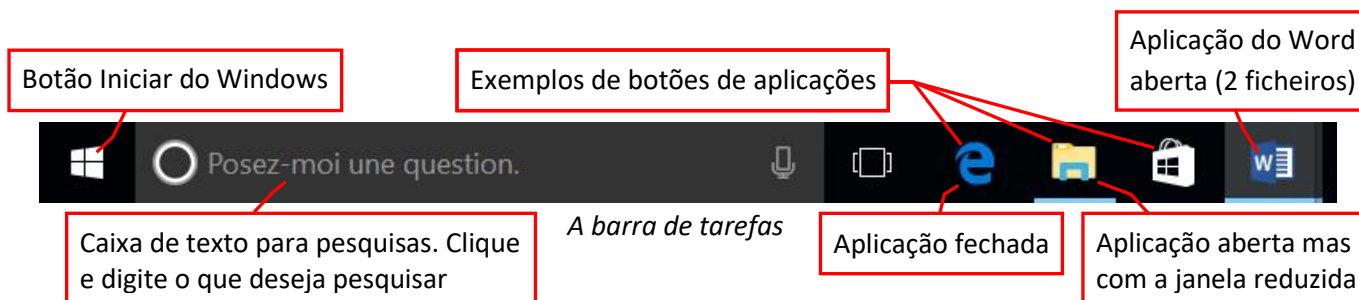 Aplicação do Word
aberta (2 ficheiros)
Botão Iniciar do Windows
Exemplos de botões de aplicações
Posez-moi une question.
W
A barra de tarefas
Caixa de texto para pesquisas. Clique
e digite o que deseja pesquisar
Aplicação fechada
Aplicação aberta mas
com a janela reduzida